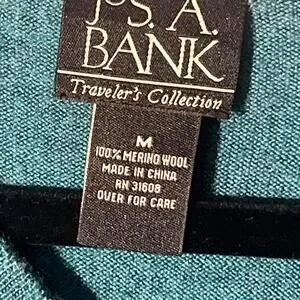 JoS. A.
BANK
Traveler's Collection
M
100% MERINO WOOL
MADE IN CHINA
RN 31608
OVER FOR CARE